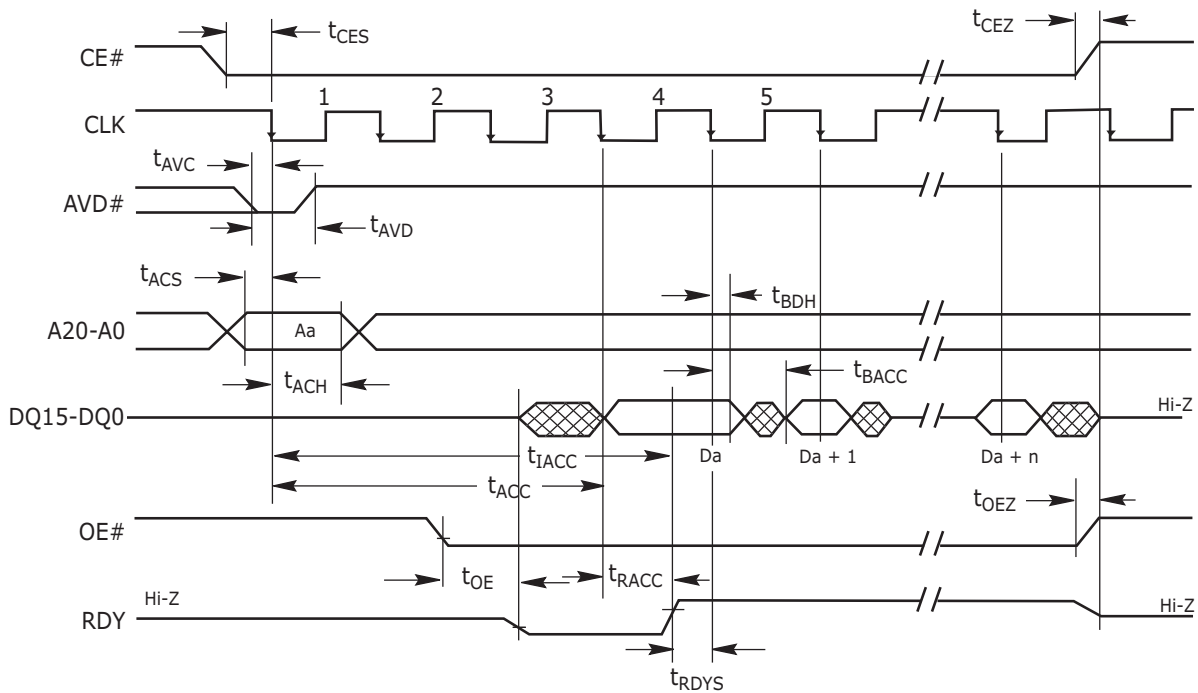 tCES
tCEZ
CE#
1 2 3 4 5
CLK
tAVC
AVD#
tAVD
tACS
tBDH
A20-A0
Aa
tACH
tBACC
DQ15-DQ0
Hi-Z
tIACC
Da
Da + 1
Da + n
tACC
tOEZ
OE#
tOE
tRACC
Hi-Z
Hi-Z
RDY
tRDYS